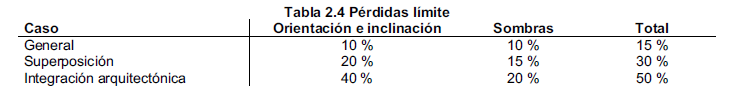 Tabla 2.4 Pérdidas límite
Caso Orientación e inclinación Sombras Total
General 10 % 10 % 15 %
Superposición 20 % 15 % 30 %
Integración arquitectónica 40 % 20 % 50 %